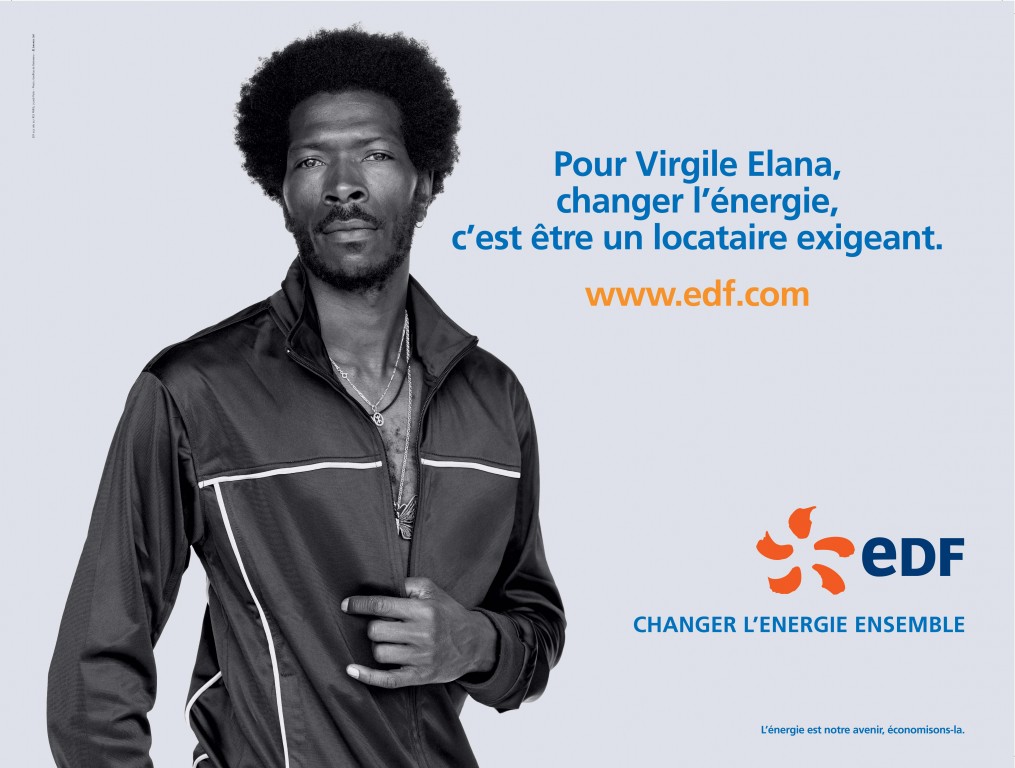 Pour Virgile Elana,
changer l’énergie,
c’est être un locataire exigeant.
www.edf.com
eDF
CHANGER L’ENERGIE ENSEMBLE
L’énergie est notre avenir, économisons-la.